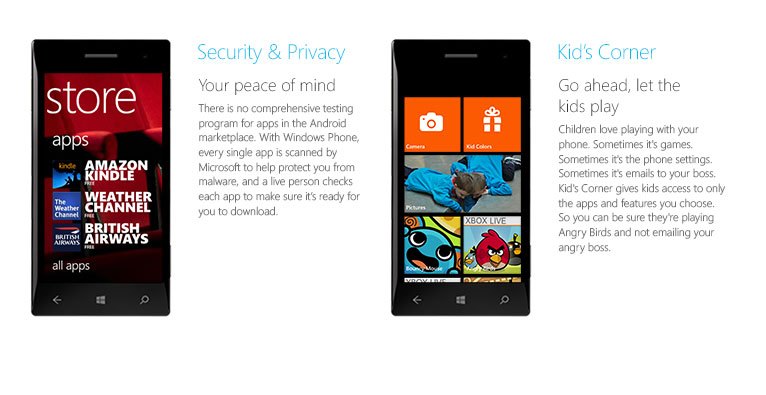 store
apps
kindle
AMAZON
KINDLE
FREE
The
Weather
Channel
WEATHER
CHANNEL
FREE
BRITISH
AIRWAYS
BRITISH
AIRWAYS
FREE
all apps
Security & Privacy
Your peace of mind
There is no comprehensive testing
program for apps in the Android
marketplace. With Windows Phone,
every single app is scanned by
Microsoft to help protect you from
malware, and a live person checks
each app to make sure it's ready for
you to download.
Camera
Kid Colors
Pictures
XBOX LIVE
Bouncy Mouse
Angry Birds
XBOX LIVE
XBOX LIVE
Kid's Corner
Go ahead, let the
kids play
Children love playing with your
phone. Sometimes it's games.
Sometimes it's the phone settings.
Sometimes it's emails to your boss.
Kid's Corner gives kids access to only
the apps and features you choose.
So you can be sure they're playing
Angry Birds and not emailing your
angry boss.